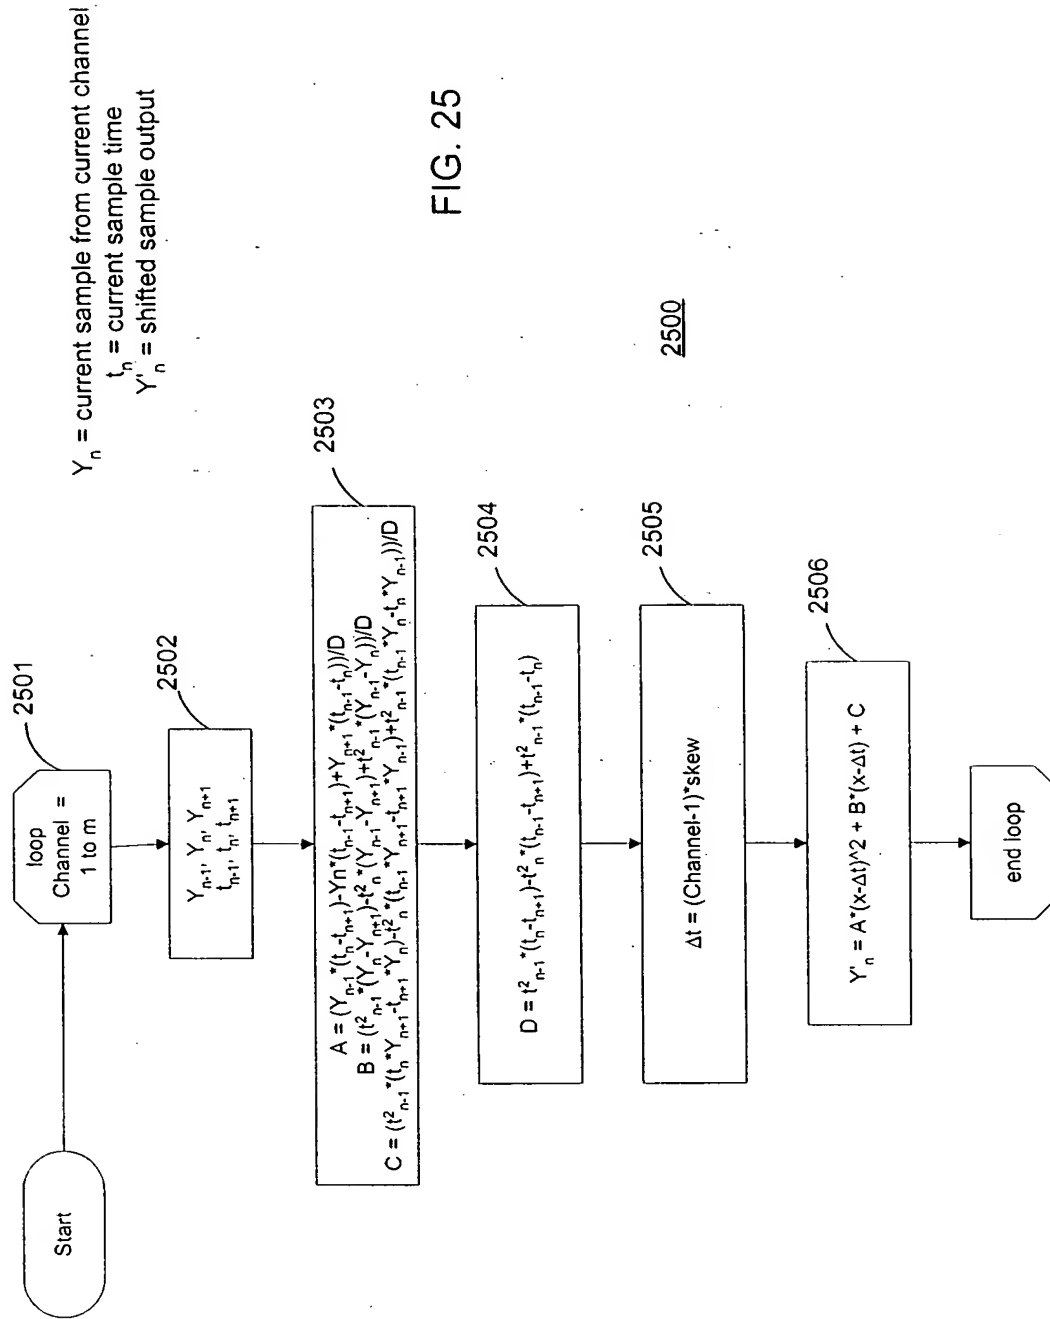 Yₙ = current sample from current channel
tₙ = current sample time
Y'ₙ = shifted sample output
Start
2501
loop
Channel =
1 to m
2502
Yₙ₋₁, Yₙ, Yₙ₊₁
tₙ₋₁, tₙ, tₙ₊₁
2503
A = (Yₙ₋₁*(tₙ-tₙ₊₁)-Yn*(tₙ₋₁-tₙ₊₁)+Yₙ₊₁*(tₙ₋₁-tₙ))/D
B = (t²ₙ₋₁*(Yₙ-Yₙ₊₁)-t²ₙ*(Yₙ₋₁-Yₙ₊₁)+t²ₙ₋₁*(Yₙ₋₁-Yₙ))/D
C = (t²ₙ₋₁*(tₙ*Yₙ₊₁-tₙ₊₁*Yₙ)-t²ₙ*(tₙ₋₁*Yₙ₊₁-tₙ₊₁*Yₙ₋₁)+t²ₙ₋₁*(tₙ₋₁*Yₙ-tₙ*Yₙ₋₁))/D
2504
D = t²ₙ₋₁*(tₙ-tₙ₊₁)-t²ₙ*(tₙ₋₁-tₙ₊₁)+t²ₙ₋₁*(tₙ₋₁-tₙ)
2505
Δt = (Channel-1)*skew
2506
Y'ₙ = A*(x-Δt)^2 + B*(x-Δt) + C
end loop
2500
FIG. 25